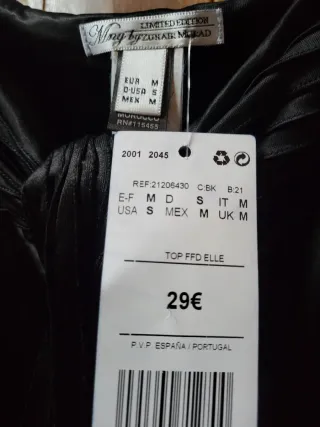 LIMITED EDITION
Mng by ZUHAIR MURAD
EUR M
D-USA S
MEX M
MOROCCO
RN#116465
2001 2045
REF:21206430 C:BK B:21
E-F M D S IT M
USA S MEX M UK M
TOP FFD ELLE
29€
P.V.P. ESPAÑA / PORTUGAL